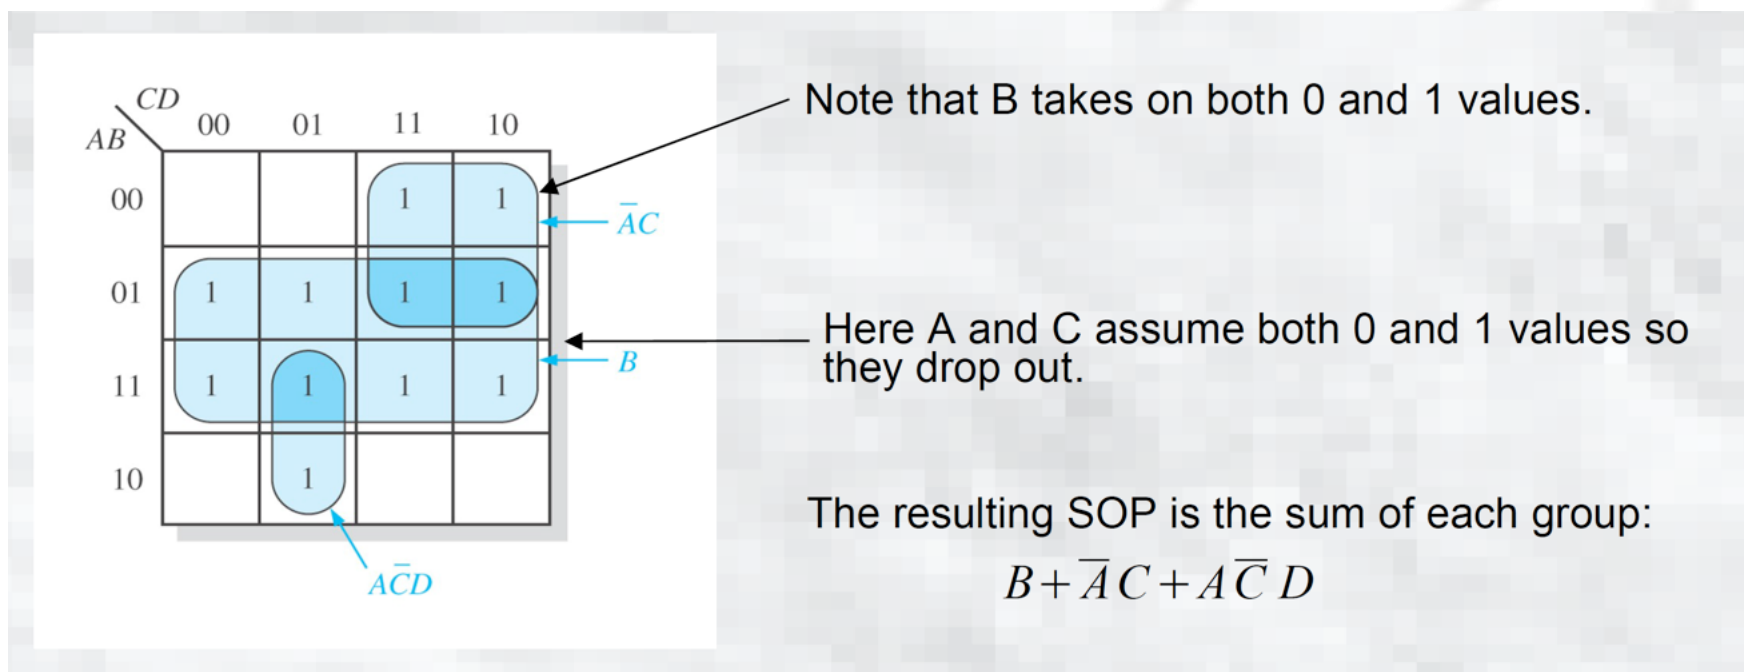 CD
AB
00 01 11 10
00 1 1
A̅C
01 1 1 1 1
11 1 1 1 1
B
10 1
AC̅D
Note that B takes on both 0 and 1 values.
Here A and C assume both 0 and 1 values so
they drop out.
The resulting SOP is the sum of each group:
B+A̅C+AC̅D